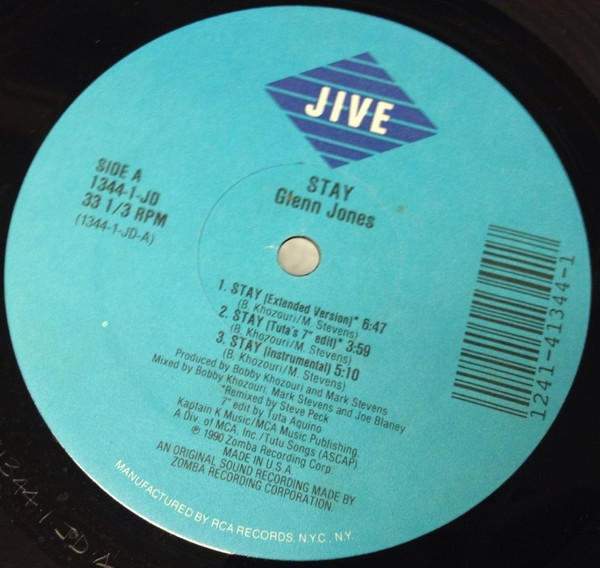 JIVE
STAY
Glenn Jones
SIDE A
1344-1-JD
33 1/3 RPM
(1344-1-JD-A)
1. STAY (Extended Version)* 6:47
(B. Khozouri/M. Stevens)
2. STAY (Tuta's 7" edit)* 3:59
(B. Khozouri/M. Stevens)
3. STAY (Instrumental) 5:10
(B. Khozouri/M. Stevens)
Produced by Bobby Khozouri and Mark Stevens
Mixed by Bobby Khozouri, Mark Stevens and Joe Blaney
*Remixed by Steve Peck
7" edit by Tuta Aquino
Kaptain K Music/MCA Music Publishing.
A Div. of MCA, Inc./Tutu Songs (ASCAP)
℗ 1990 Zomba Recording Corp.
MADE IN U.S.A.
AN ORIGINAL SOUND RECORDING MADE BY
ZOMBA RECORDING CORPORATION.
MANUFACTURED BY RCA RECORDS, N.Y.C., N.Y.
1241-41344-1
1344 1 JD A